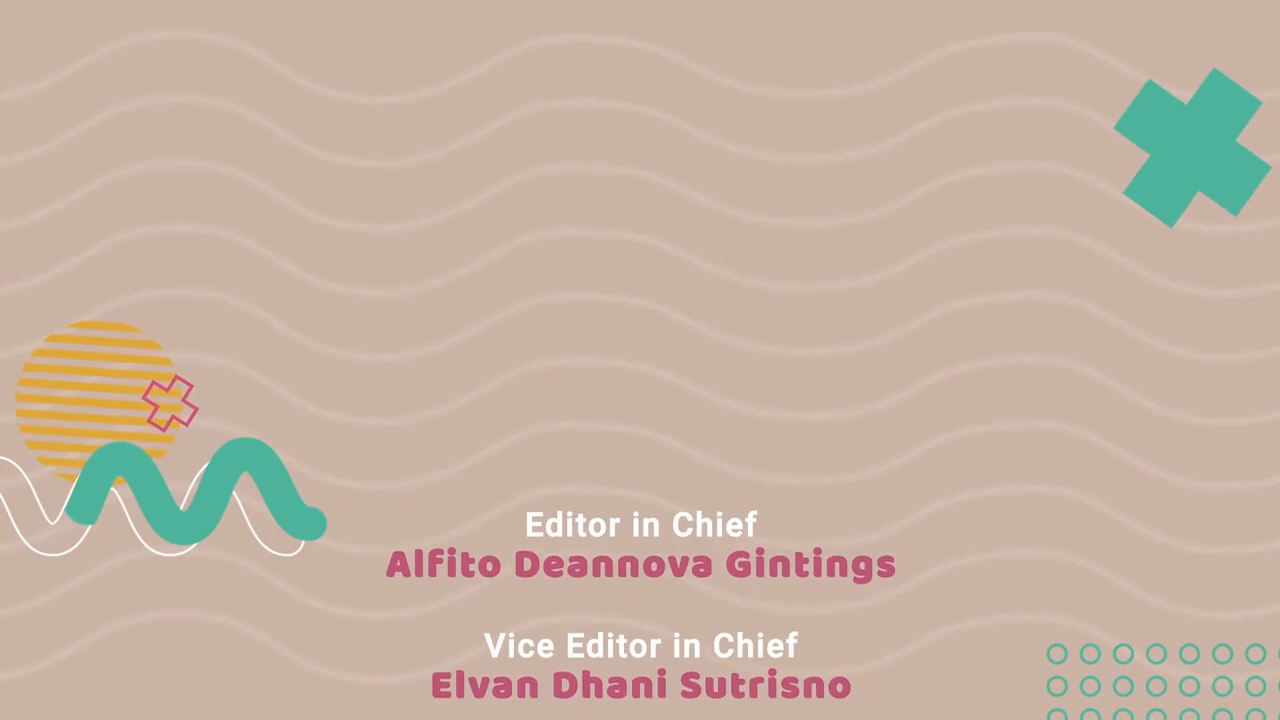 Editor in Chief
Alfito Deannova Gintings
Vice Editor in Chief
Elvan Dhani Sutrisno